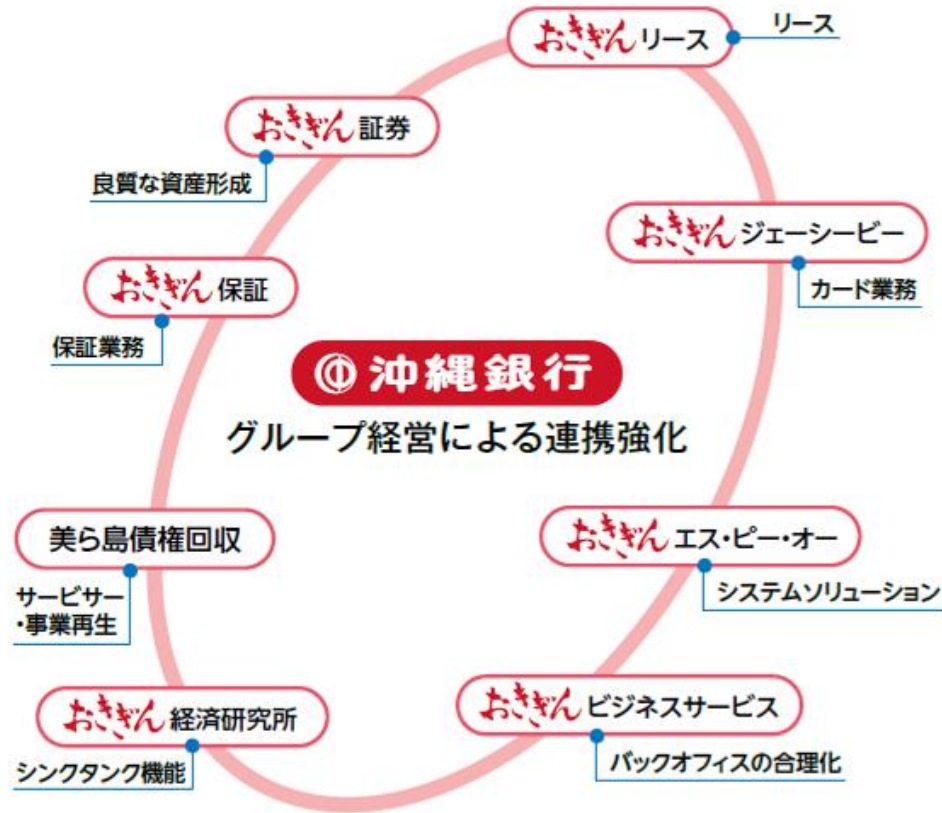 おきぎん リース
リース
おきぎん 証券
良質な資産形成
おきぎん ジェーシービー
カード業務
おきぎん 保証
保証業務
沖縄銀行
グループ経営による連携強化
美ら島債権回収
サービサー
・事業再生
おきぎん エス・ピー・オー
システムソリューション
おきぎん 経済研究所
シンクタンク機能
おきぎん ビジネスサービス
バックオフィスの合理化